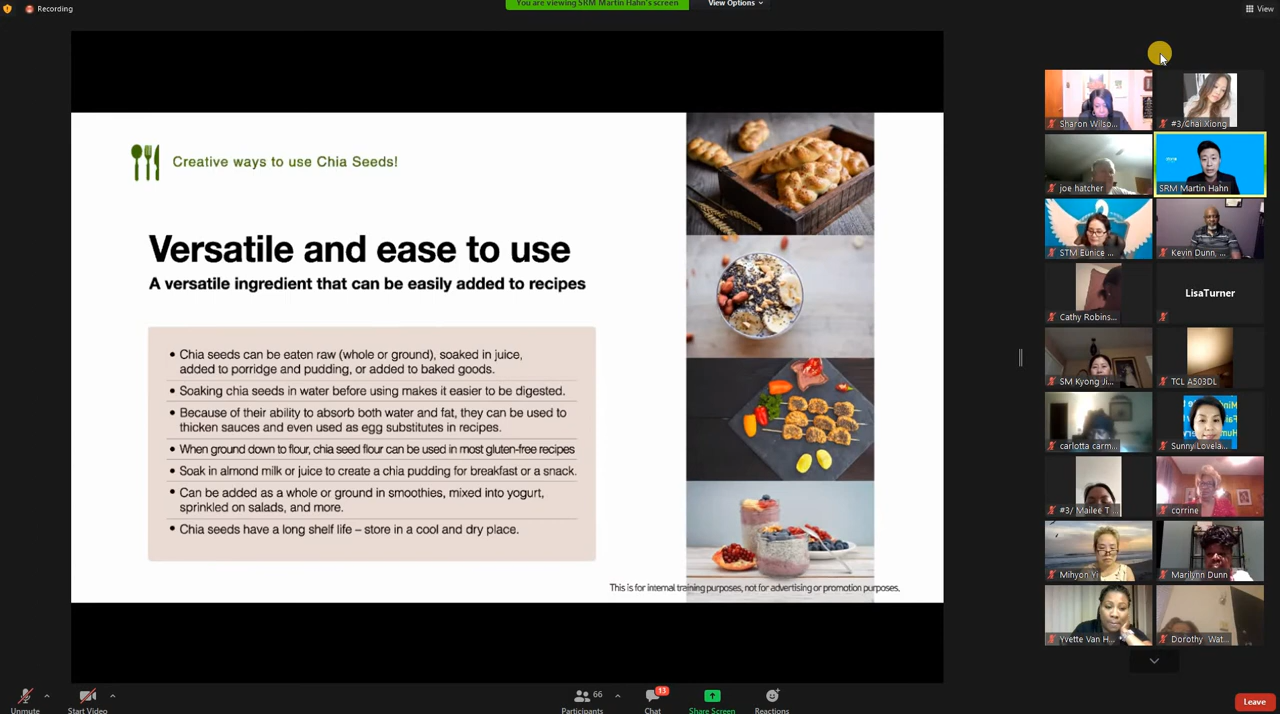 Recording
You are viewing SRM Martin Hahn's screen
View Options
View
Creative ways to use Chia Seeds!
Versatile and ease to use
A versatile ingredient that can be easily added to recipes
• Chia seeds can be eaten raw (whole or ground), soaked in juice,
added to porridge and pudding, or added to baked goods.
• Soaking chia seeds in water before using makes it easier to be digested.
• Because of their ability to absorb both water and fat, they can be used to
thicken sauces and even used as egg substitutes in recipes.
• When ground down to flour, chia seed flour can be used in most gluten-free recipes
• Soak in almond milk or juice to create a chia pudding for breakfast or a snack.
• Can be added as a whole or ground in smoothies, mixed into yogurt,
sprinkled on salads, and more.
• Chia seeds have a long shelf life – store in a cool and dry place.
This is for internal training purposes, not for advertising or promotion purposes.
Sharon Wilso...
#3/Chai Xiong
joe hatcher
SRM Martin Hahn
STM Eunice ...
Kevin Dunn, ...
Cathy Robins...
LisaTurner
SM Kyong Ji...
TCL A503DL
carlotta carm...
Sunny Lovela...
#3/ Mailee T ...
corrine
Mihyon Yi
Marilynn Dunn
Yvette Van H...
Dorothy Wat...
Unmute
Start Video
66
Participants
13
Chat
Share Screen
Reactions
Leave